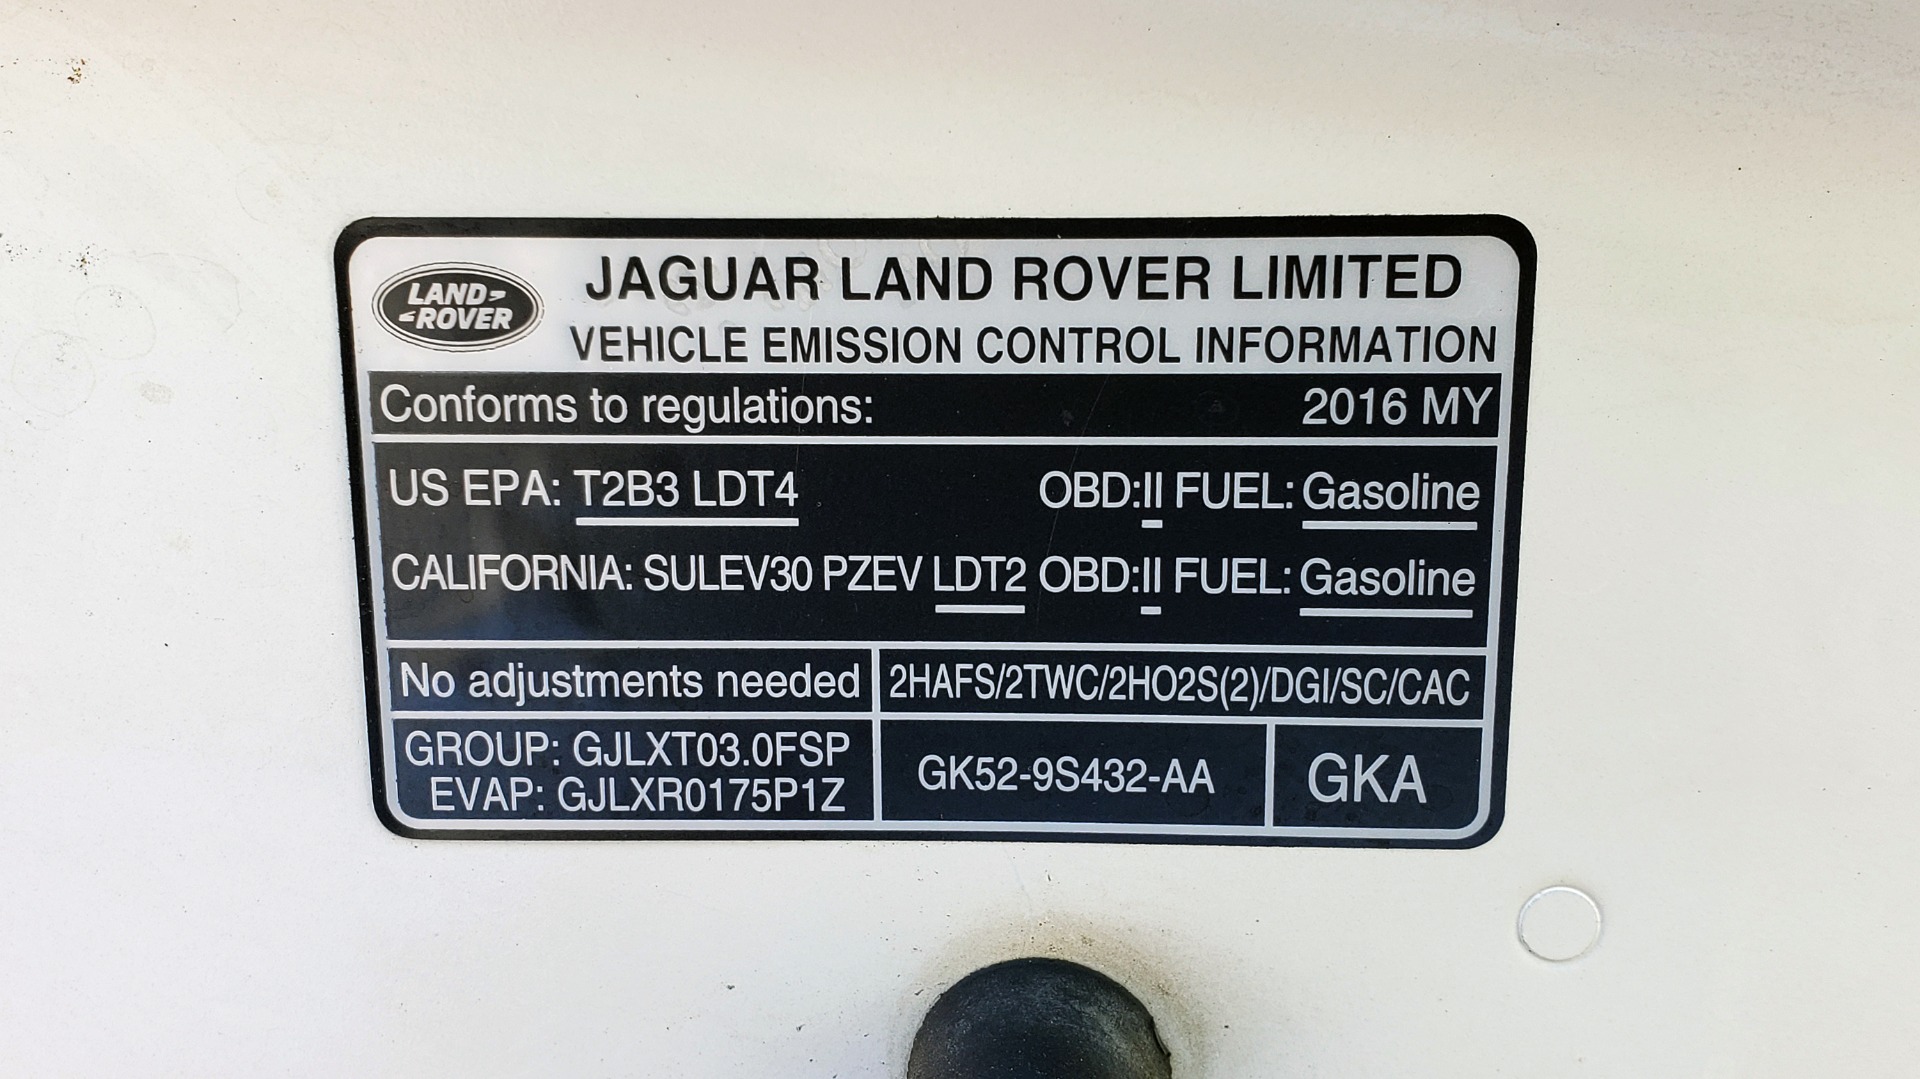 LAND
ROVER
JAGUAR LAND ROVER LIMITED
VEHICLE EMISSION CONTROL INFORMATION
Conforms to regulations: 2016 MY
US EPA: T2B3 LDT4 OBD:II FUEL: Gasoline
CALIFORNIA: SULEV30 PZEV LDT2 OBD:II FUEL: Gasoline
No adjustments needed 2HAFS/2TWC/2HO2S(2)/DGI/SC/CAC
GROUP: GJLXT03.0FSP
EVAP: GJLXR0175P1Z
GK52-9S432-AA
GKA